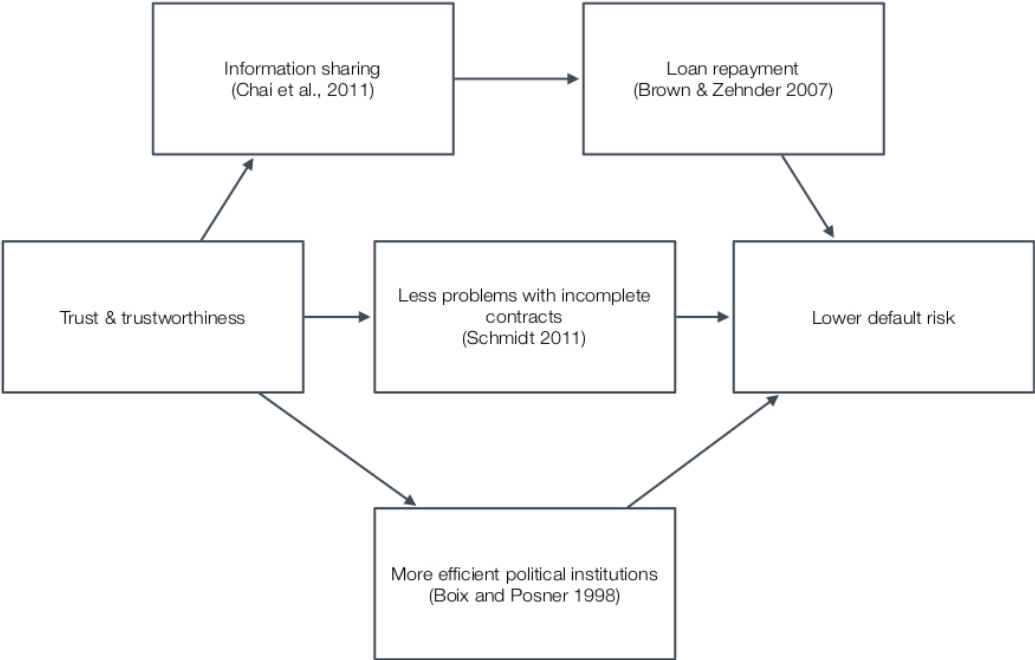 Information sharing
(Chai et al., 2011)
Loan repayment
(Brown & Zehnder 2007)
Trust & trustworthiness
Less problems with incomplete
contracts
(Schmidt 2011)
Lower default risk
More efficient political institutions
(Boix and Posner 1998)